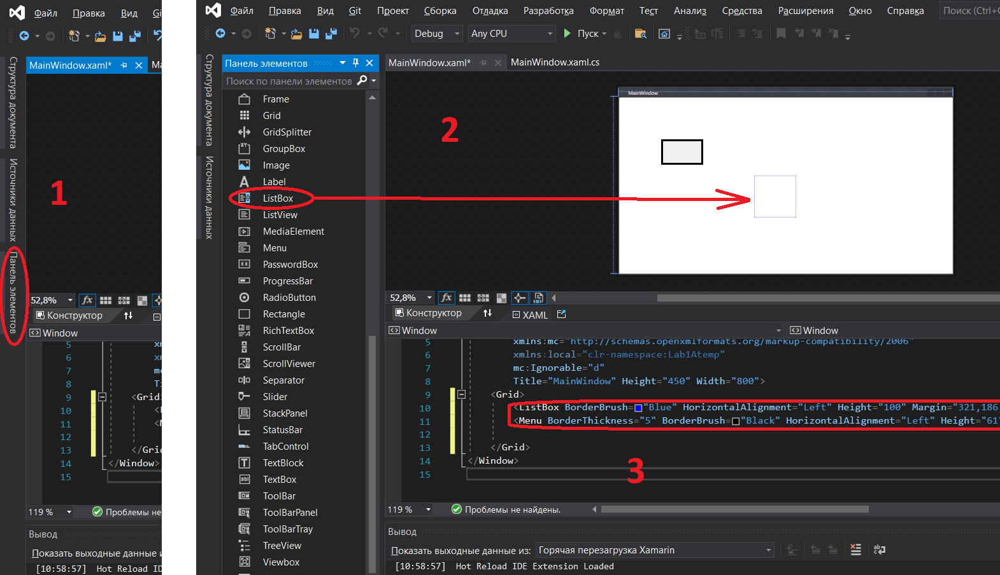 Файл Правка Вид Gi
MainWindow.xaml* Ma
Структура документа
Источники данных
Панель элементов
1
52,8%
fx
Конструктор
Window
5 xm
6 xm
7 mc
8 Ti
9 <Grid
10 <L
11 <M
12
13 </Grid
14 </Window>
15
119 % Проблемы не
Вывод
Показать выходные данные и
[10:58:57] Hot Reload ID
Файл Правка Вид Git Проект Сборка Отладка Разработка Формат Тест Анализ Средства Расширения Окно Справка Поиск (Ctrl+
Debug Any CPU Пуск
Структура документа
Источники данных
Панель элементов
Поиск по панели элементов
Frame
Grid
GridSplitter
GroupBox
Image
Label
ListBox
ListView
MediaElement
Menu
PasswordBox
ProgressBar
RadioButton
Rectangle
RichTextBox
ScrollBar
ScrollViewer
Separator
Slider
StackPanel
StatusBar
TabControl
TextBlock
TextBox
ToolBar
ToolBarPanel
ToolBarTray
TreeView
Viewbox
MainWindow.xaml* MainWindow.xaml.cs
MainWindow
2
52,8%
fx
Конструктор XAML
Window Window
5 xmlns:mc="http://schemas.openxmlformats.org/markup-compatibility/2006"
6 xmlns:local="clr-namespace:Lab1Atemp"
7 mc:Ignorable="d"
8 Title="MainWindow" Height="450" Width="800">
9 <Grid>
10 <ListBox BorderBrush="Blue" HorizontalAlignment="Left" Height="100" Margin="321,186,
11 <Menu BorderThickness="5" BorderBrush="Black" HorizontalAlignment="Left" Height="61"
12
13 </Grid>
14 </Window>
15
3
119 % Проблемы не найдены.
Вывод
Показать выходные данные из: Горячая перезагрузка Xamarin
[10:58:57] Hot Reload IDE Extension Loaded